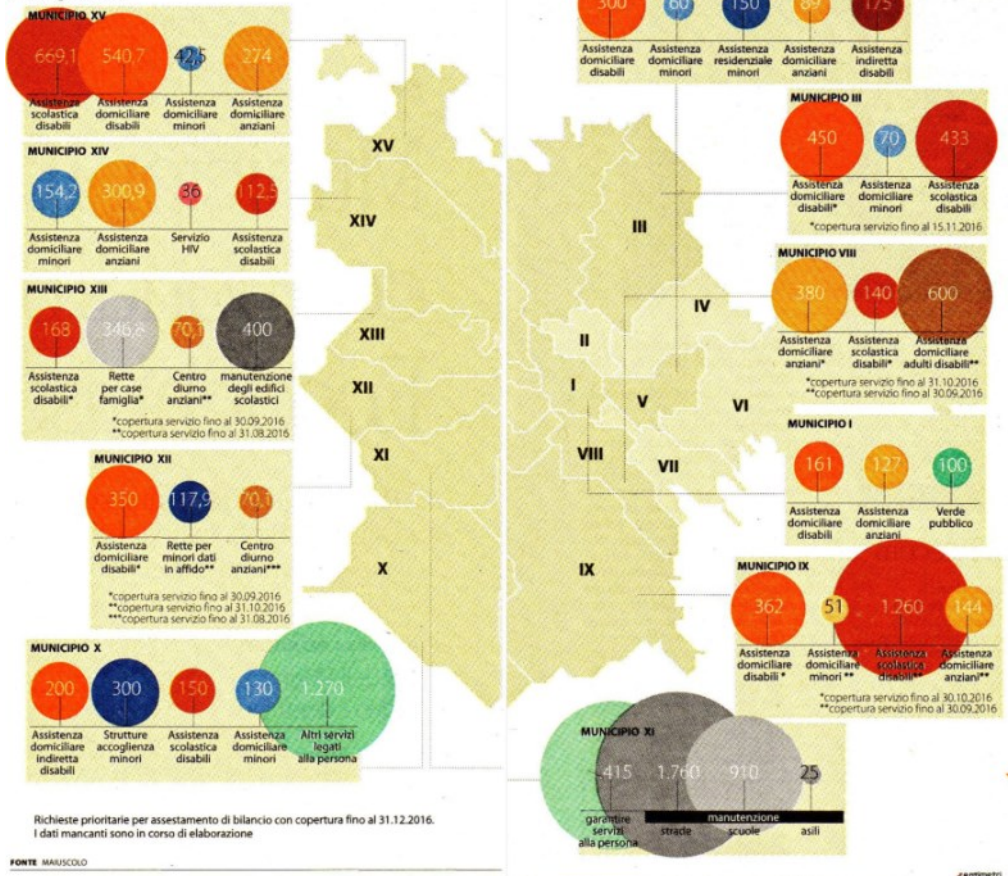 MUNICIPIO XV
669,1 540,7 42,5 274
Assistenza scolastica disabili
Assistenza domiciliare disabili
Assistenza domiciliare minori
Assistenza domiciliare anziani
MUNICIPIO XIV
154,2 300,9 36 112,5
Assistenza domiciliare minori
Assistenza domiciliare anziani
Servizio HIV
Assistenza scolastica disabili
MUNICIPIO XIII
168 346,8 70,1 400
Assistenza scolastica disabili*
Rette per case famiglia*
Centro diurno anziani**
manutenzione degli edifici scolastici
*copertura servizio fino al 30.09.2016
**copertura servizio fino al 31.08.2016
MUNICIPIO XII
350 117,9 70,1
Assistenza domiciliare disabili*
Rette per minori dati in affido**
Centro diurno anziani***
*copertura servizio fino al 30.09.2016
**copertura servizio fino al 31.10.2016
***copertura servizio fino al 31.08.2016
MUNICIPIO X
200 300 150 130 1.270
Assistenza domiciliare indiretta disabili
Strutture accoglienza minori
Assistenza scolastica disabili
Assistenza domiciliare minori
Altri servizi legati alla persona
Richieste prioritarie per assestamento di bilancio con copertura fino al 31.12.2016.
I dati mancanti sono in corso di elaborazione
FONTE MAIUSCOLO
XV
XIV
XIII
XII
XI
X
III
IV
II
I
V
VI
VIII
VII
IX
300 60 150 89 175
Assistenza domiciliare disabili
Assistenza domiciliare minori
Assistenza residenziale minori
Assistenza domiciliare anziani
Assistenza indiretta disabili
MUNICIPIO III
450 70 433
Assistenza domiciliare disabili*
Assistenza domiciliare minori
Assistenza scolastica disabili
*copertura servizio fino al 15.11.2016
MUNICIPIO VIII
380 140 600
Assistenza domiciliare anziani*
Assistenza scolastica disabili*
Assistenza domiciliare adulti disabili**
*copertura servizio fino al 31.10.2016
**copertura servizio fino al 30.09.2016
MUNICIPIO I
161 127 100
Assistenza domiciliare disabili
Assistenza domiciliare anziani
Verde pubblico
MUNICIPIO IX
362 51 1.260 144
Assistenza domiciliare disabili *
Assistenza domiciliare minori **
Assistenza scolastica disabili**
Assistenza domiciliare anziani**
*copertura servizio fino al 30.10.2016
**copertura servizio fino al 30.09.2016
MUNICIPIO XI
415 1.760 910 25
garantire servizi alla persona
manutenzione
strade scuole asili
centimetri